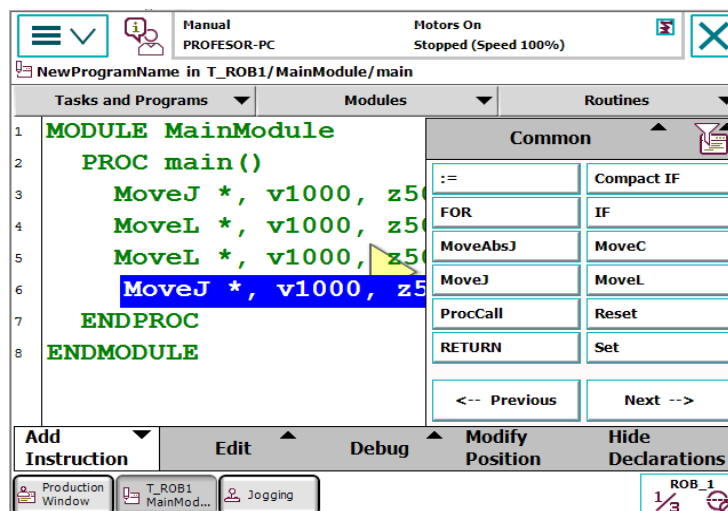 Manual
PROFESOR-PC
Motors On
Stopped (Speed 100%)
NewProgramName in T_ROB1/MainModule/main
Tasks and Programs
Modules
Routines
1 MODULE MainModule
2 PROC main()
3 MoveJ *, v1000, z50
4 MoveL *, v1000, z50
5 MoveL *, v1000, z50
6 MoveJ *, v1000, z5
7 ENDPROC
8 ENDMODULE
Common
:= Compact IF
FOR IF
MoveAbsJ MoveC
MoveJ MoveL
ProcCall Reset
RETURN Set
<-- Previous Next -->
Add Instruction
Edit
Debug
Modify Position
Hide Declarations
Production Window
T_ROB1 MainMod...
Jogging
ROB_1
1/3